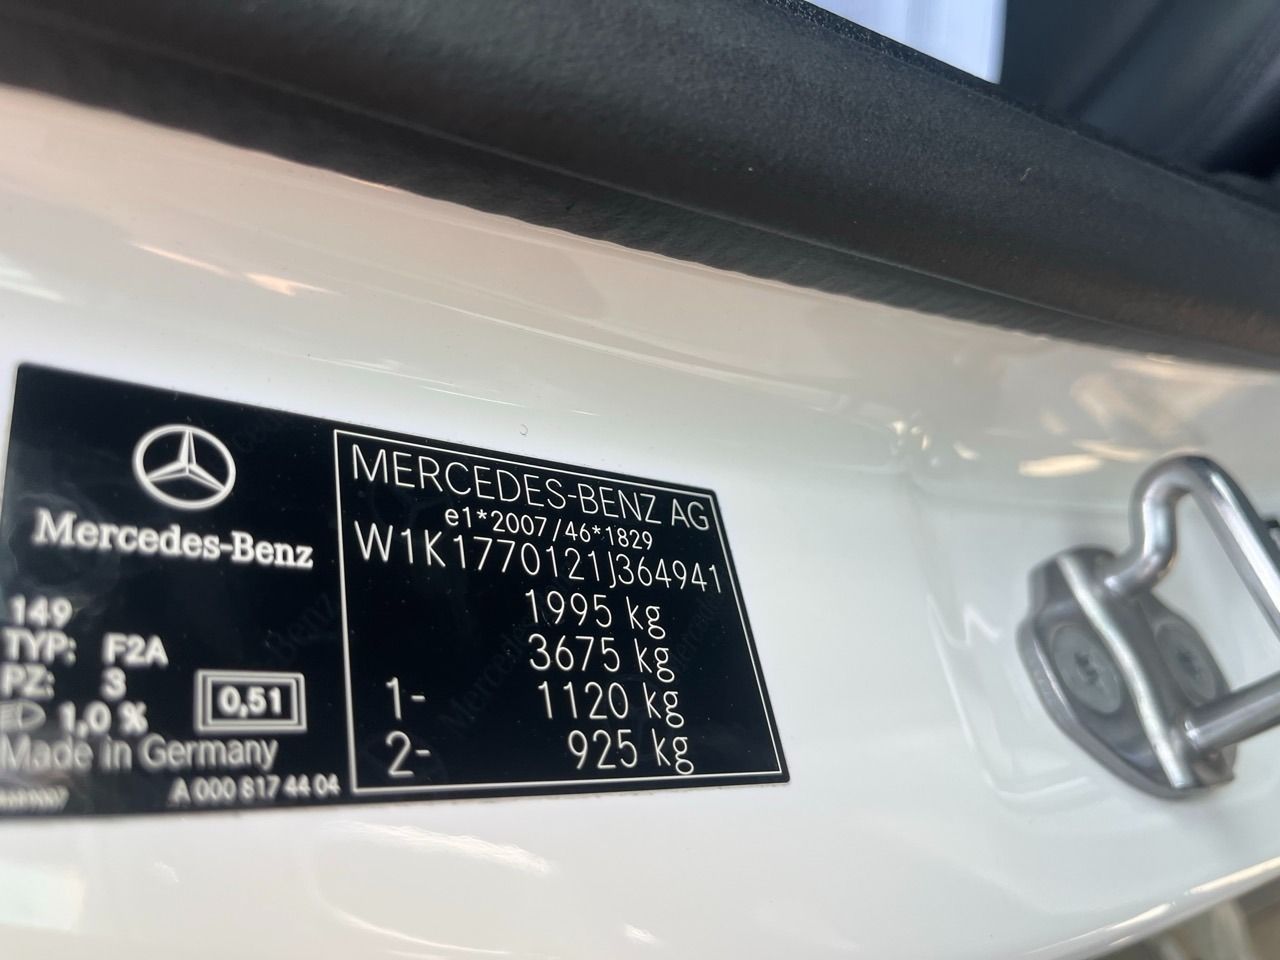 Mercedes-Benz
149
TYP: F2A
PZ: 3
1,0 %
0,51
Made in Germany
A 000 817 44 04
MERCEDES-BENZ AG
e1*2007/46*1829
W1K1770121J364941
1995 kg
3675 kg
1- 1120 kg
2- 925 kg